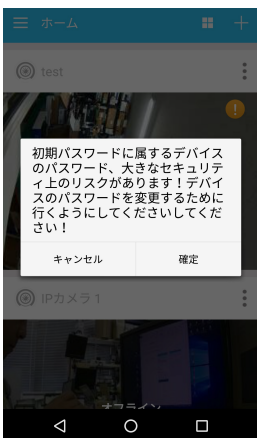 ホーム
test
初期パスワードに属するデバイス
のパスワード、大きなセキュリテ
ィ上のリスクがあります！デバイ
スのパスワードを変更するために
行くようにしてくださいしてくだ
さい！
キャンセル
確定
IPカメラ1
オフライン